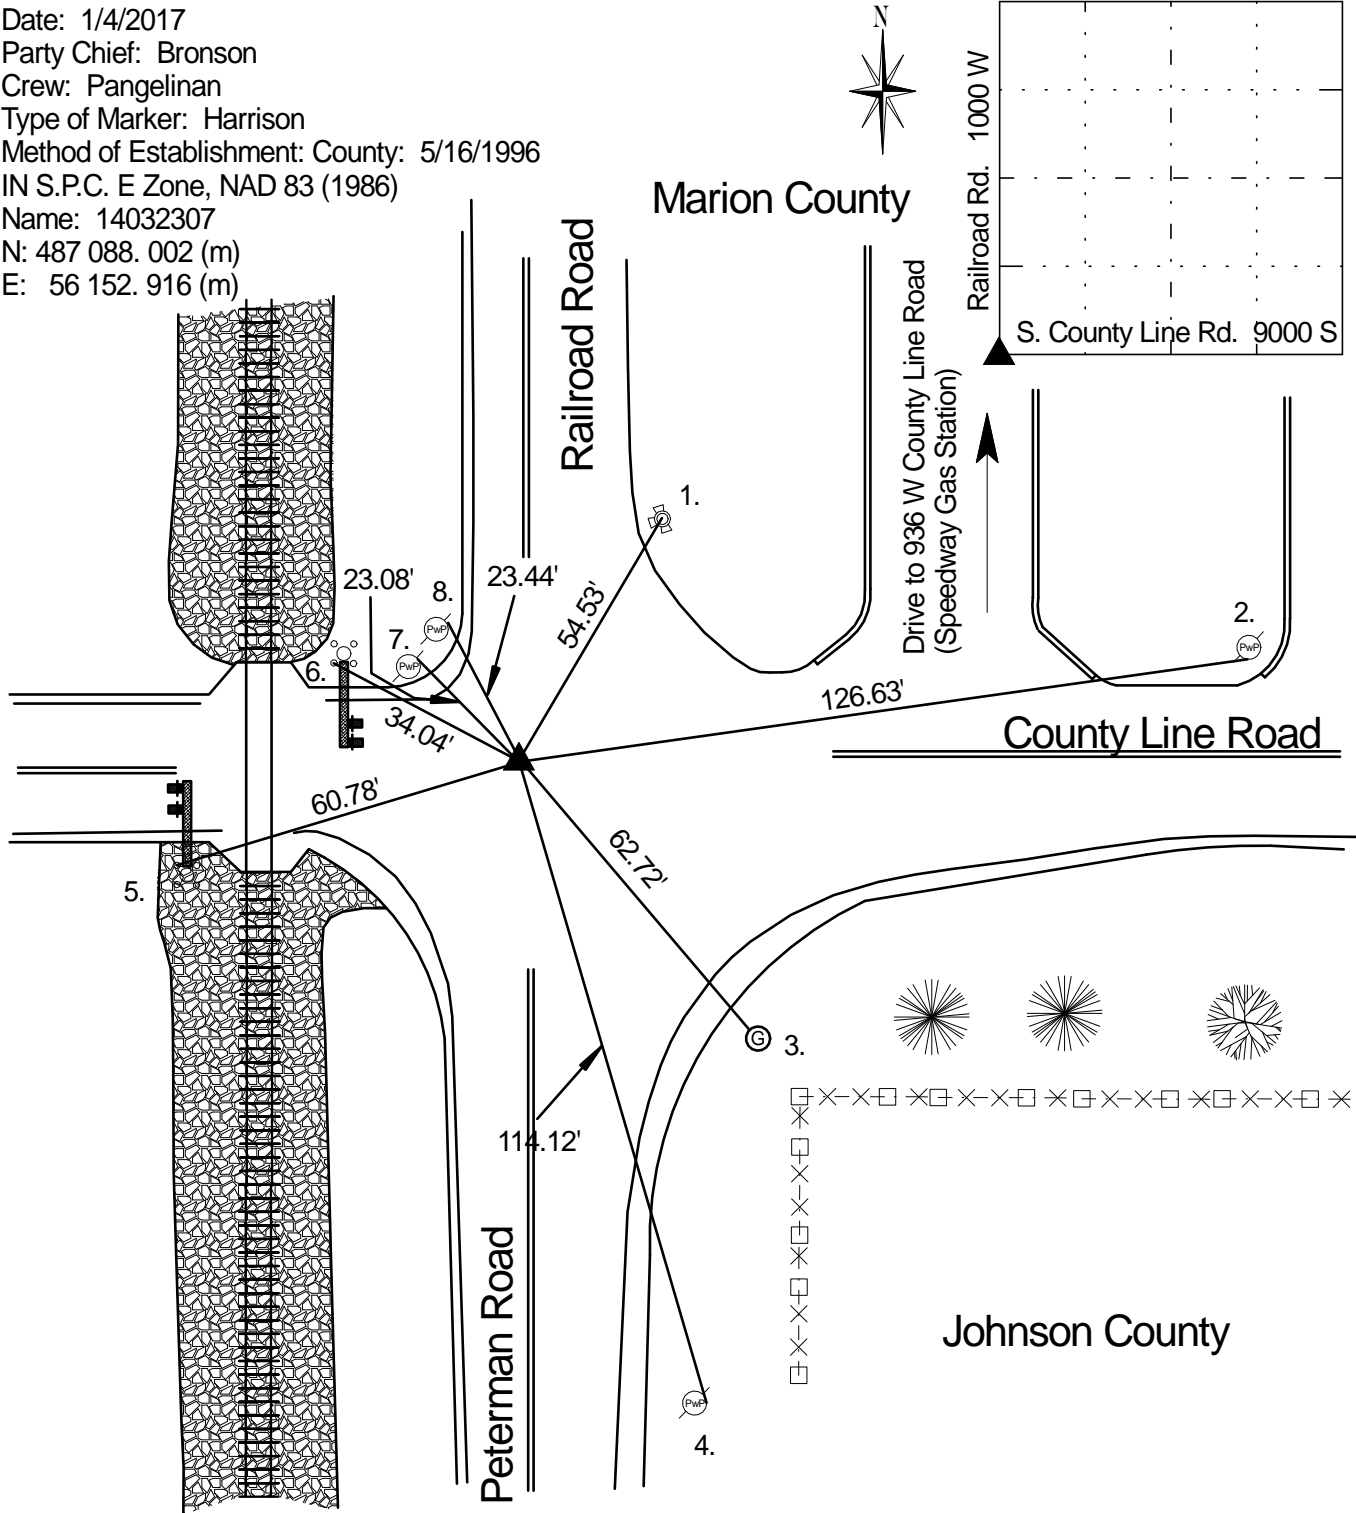 Date: 1/4/2017
Party Chief: Bronson
Crew: Pangelinan
Type of Marker: Harrison
Method of Establishment: County: 5/16/1996
IN S.P.C. E Zone, NAD 83 (1986)
Name: 14032307
N: 487 088. 002 (m)
E: 56 152. 916 (m)
N
Marion County
Railroad Rd. 1000 W
S. County Line Rd. 9000 S
Railroad Road
Drive to 936 W County Line Road
(Speedway Gas Station)
1.
23.08'
8.
PwP
23.44'
54.53'
2.
PwP
7.
PwP
6.
34.04'
126.63'
County Line Road
60.78'
62.72'
5.
G
3.
114.12'
Peterman Road
Johnson County
PwP
4.